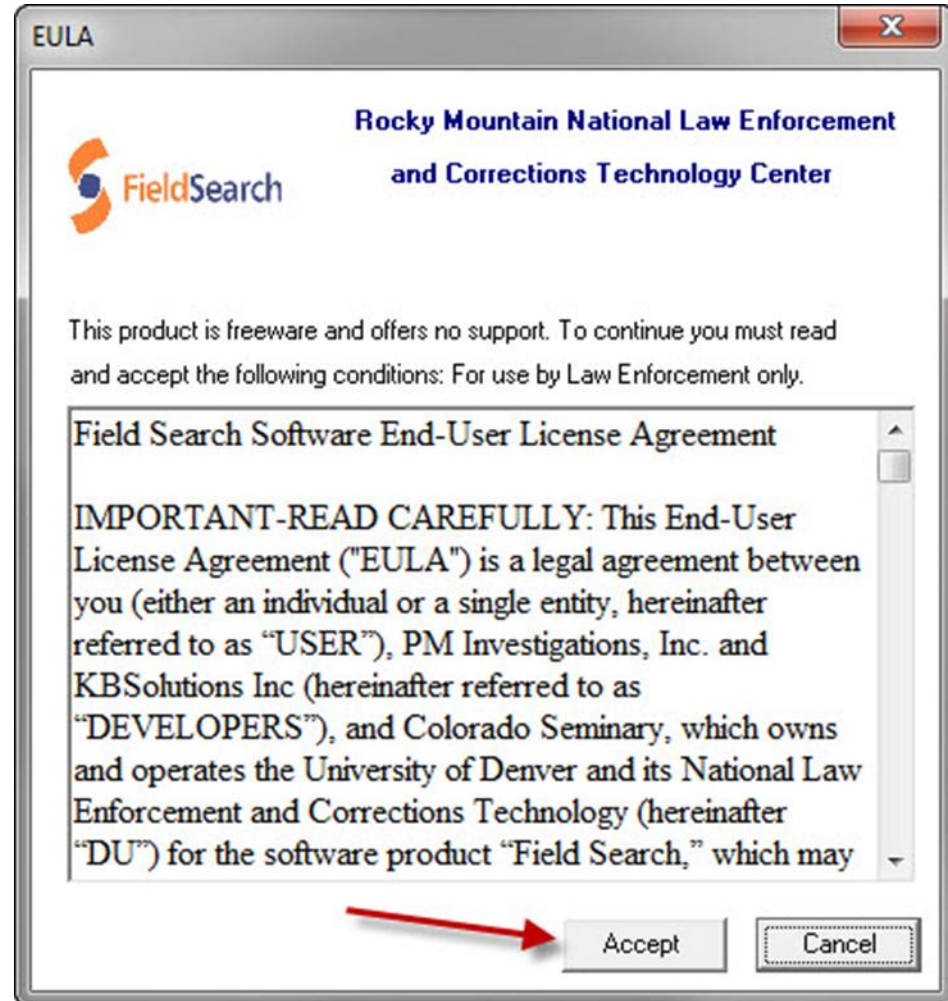 EULA
Rocky Mountain National Law Enforcement
and Corrections Technology Center
FieldSearch
This product is freeware and offers no support. To continue you must read
and accept the following conditions: For use by Law Enforcement only.
Field Search Software End-User License Agreement
IMPORTANT-READ CAREFULLY: This End-User
License Agreement ("EULA") is a legal agreement between
you (either an individual or a single entity, hereinafter
referred to as “USER”), PM Investigations, Inc. and
KBSolutions Inc (hereinafter referred to as
“DEVELOPERS”), and Colorado Seminary, which owns
and operates the University of Denver and its National Law
Enforcement and Corrections Technology (hereinafter
“DU”) for the software product “Field Search,” which may
Accept
Cancel